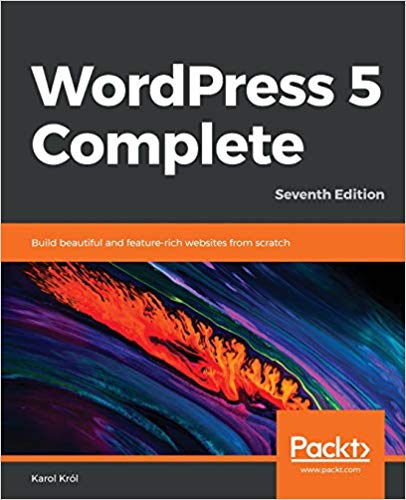 WordPress 5
Complete
Seventh Edition
Build beautiful and feature-rich websites from scratch
Packt>
www.packt.com
Karol Król